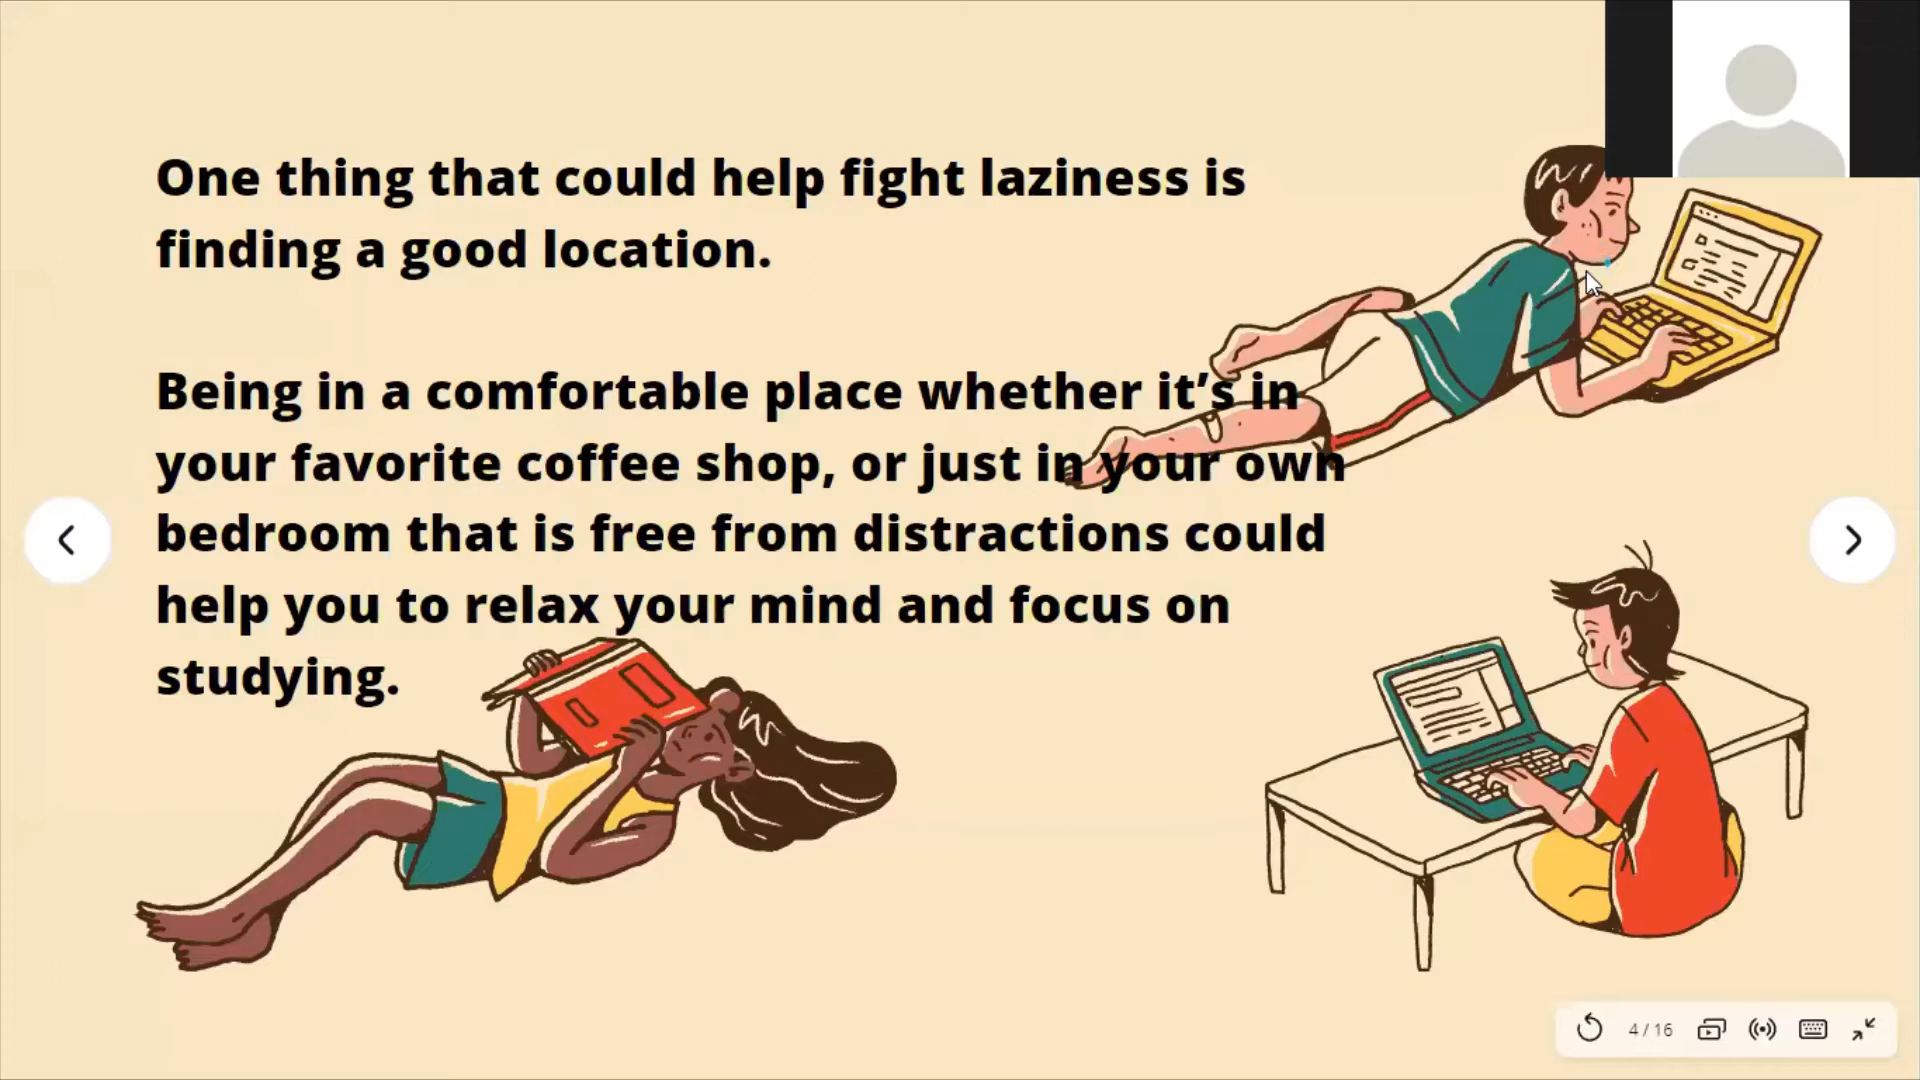 One thing that could help fight laziness is
finding a good location.
Being in a comfortable place whether it’s in
your favorite coffee shop, or just in your own
bedroom that is free from distractions could
help you to relax your mind and focus on
studying.
4 / 16